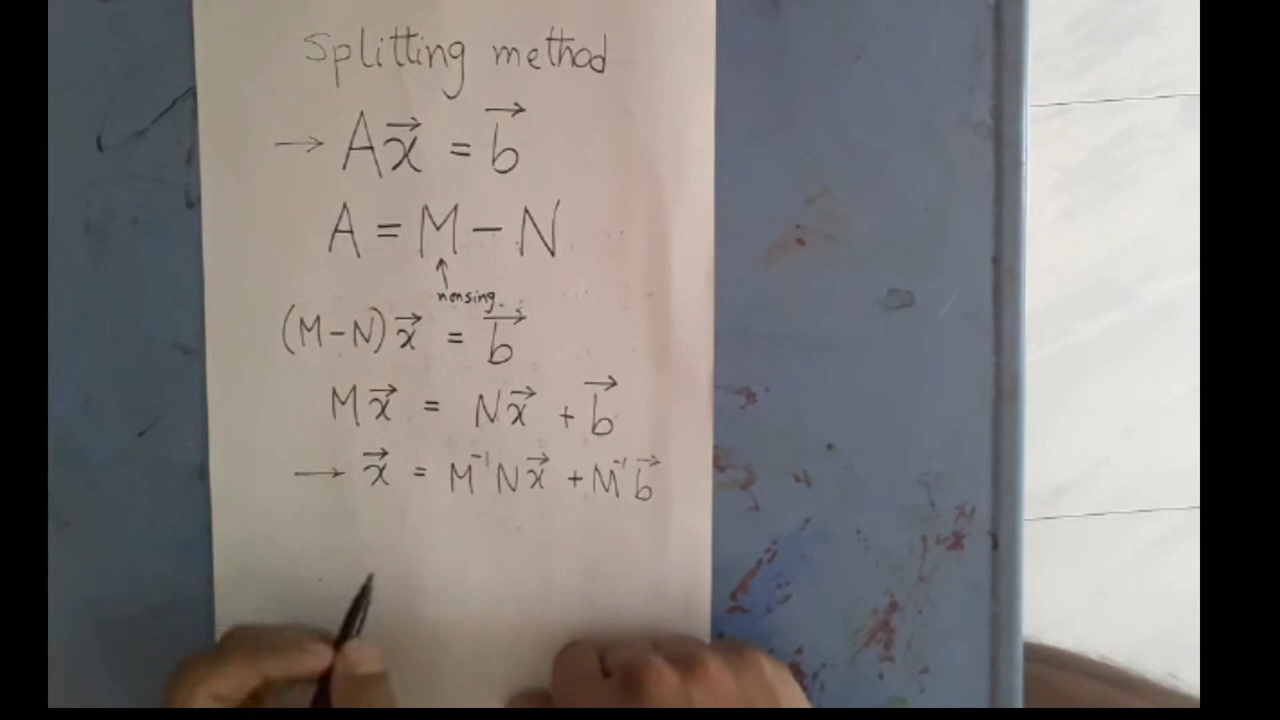 Splitting method
→ Ax⃗ = b⃗
A = M − N
↑
nonsing.
(M−N)x⃗ = b⃗
Mx⃗ = Nx⃗ + b⃗
→ x⃗ = M⁻¹Nx⃗ + M⁻¹b⃗